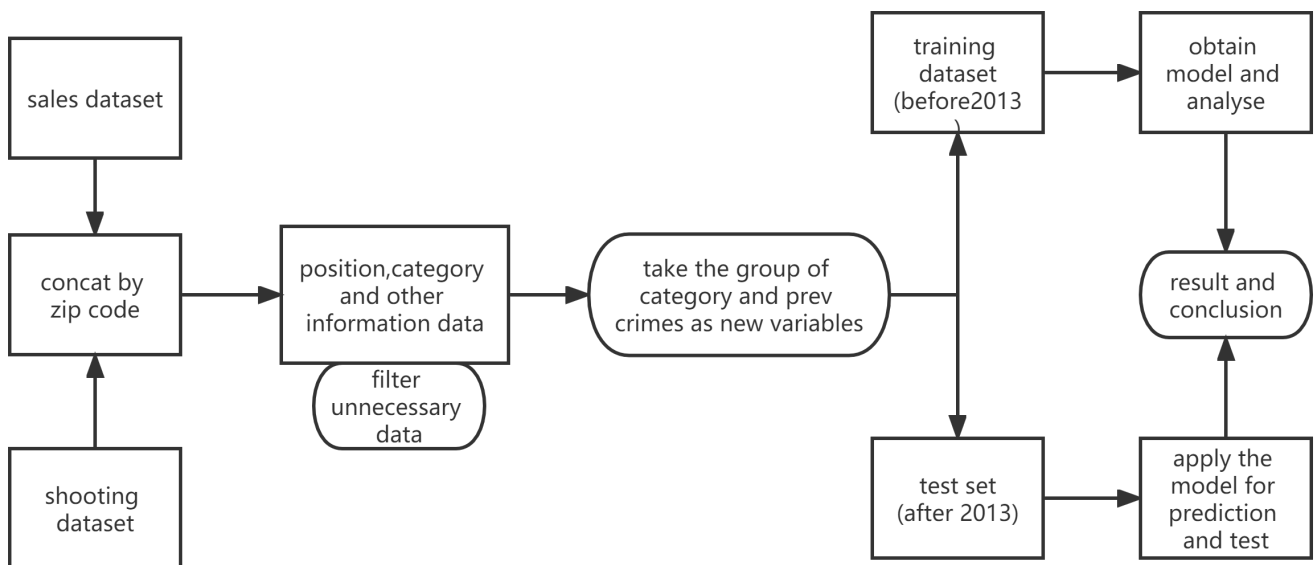 sales dataset
concat by
zip code
shooting
dataset
position,category
and other
information data
filter
unnecessary
data
take the group of
category and prev
crimes as new variables
training
dataset
(before2013
)
test set
(after 2013)
obtain
model and
analyse
result and
conclusion
apply the
model for
prediction
and test